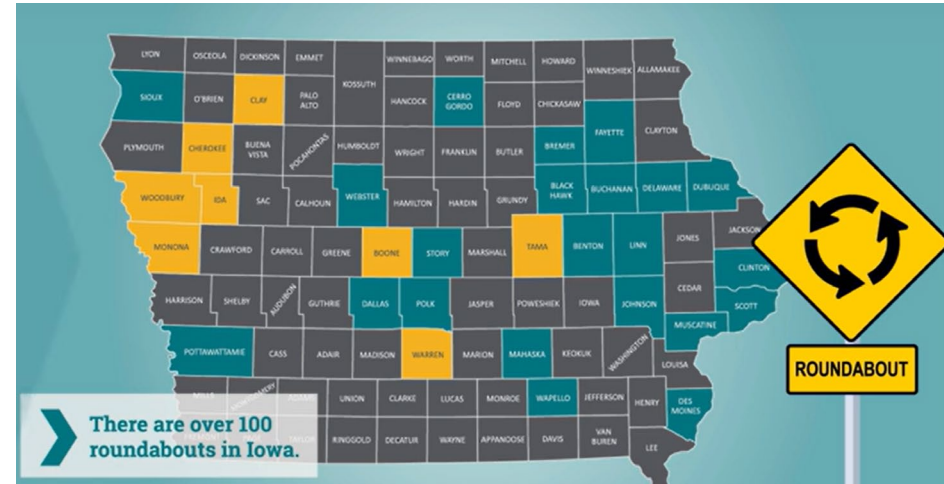 LYON
OSCEOLA
DICKINSON
EMMET
KOSSUTH
WINNEBAGO
WORTH
MITCHELL
HOWARD
WINNESHIEK
ALLAMAKEE
SIOUX
O'BRIEN
CLAY
PALO
ALTO
HANCOCK
CERRO
GORDO
FLOYD
CHICKASAW
FAYETTE
CLAYTON
PLYMOUTH
CHEROKEE
BUENA
VISTA
POCAHONTAS
HUMBOLDT
WRIGHT
FRANKLIN
BUTLER
BREMER
WOODBURY
IDA
SAC
CALHOUN
WEBSTER
HAMILTON
HARDIN
GRUNDY
BLACK
HAWK
BUCHANAN
DELAWARE
DUBUQUE
MONONA
CRAWFORD
CARROLL
GREENE
BOONE
STORY
MARSHALL
TAMA
BENTON
LINN
JONES
JACKSON
CLINTON
HARRISON
SHELBY
AUDUBON
GUTHRIE
DALLAS
POLK
JASPER
POWESHIEK
IOWA
JOHNSON
CEDAR
SCOTT
MUSCATINE
POTTAWATTAMIE
CASS
ADAIR
MADISON
WARREN
MARION
MAHASKA
KEOKUK
WASHINGTON
LOUISA
MONTGOMERY
UNION
CLARKE
LUCAS
MONROE
WAPELLO
JEFFERSON
HENRY
DES
MOINES
RINGGOLD
DECATUR
WAYNE
APPANOOSE
DAVIS
VAN
BUREN
LEE
There are over 100
roundabouts in Iowa.
ROUNDABOUT